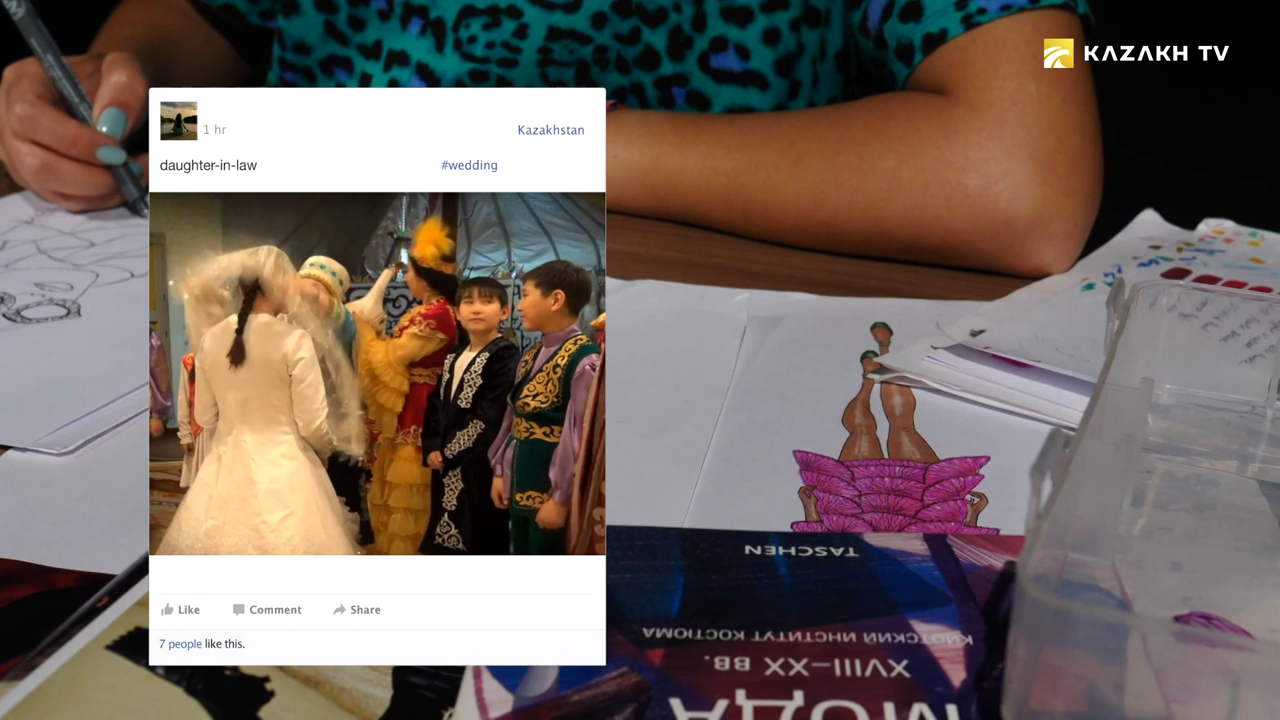 KAZAKH TV
1 hr
Kazakhstan
daughter-in-law
#wedding
Like
Comment
Share
7 people like this.
TASCHEN
КИОТСКИЙ ИНСТИТУТ КОСТЮМА
XVIII–XX ВВ.
МОДА